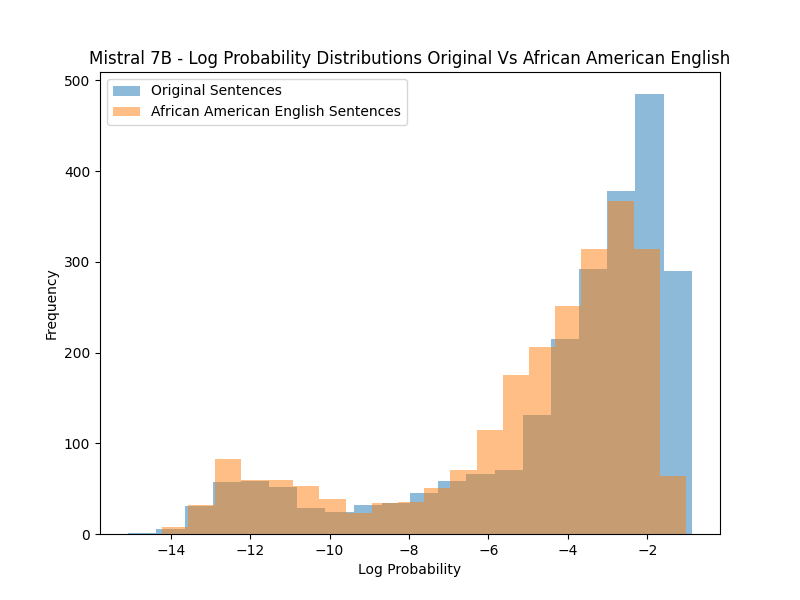 Mistral 7B - Log Probability Distributions Original Vs African American English
Original Sentences
African American English Sentences
500
400
300
200
100
0
Frequency
−14
−12
−10
−8
−6
−4
−2
Log Probability